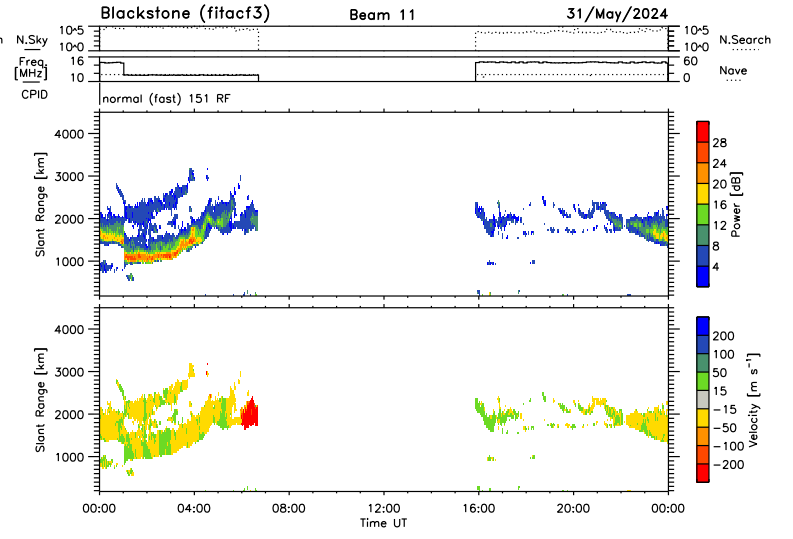 Blackstone (fitacf3) Beam 11 31/May/2024
10^5 10^5
n N.Sky N.Search
10^0 10^0
Freq. 16 60
[MHz] Nave
10 0
CPID
normal (fast) 151 RF
4000
3000
2000
1000
Slant Range [km]
28
24
20
16
12
8
4
Power [dB]
4000
3000
2000
1000
Slant Range [km]
200
100
50
15
−15
−50
−100
−200
Velocity [m s⁻¹]
00:00 04:00 08:00 12:00 16:00 20:00 00:00
Time UT